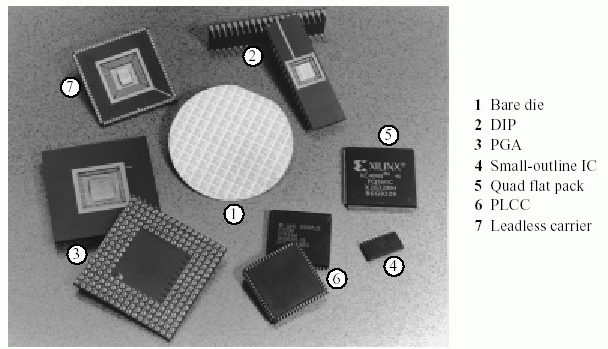 7
2
5
XILINX
1
3
6
4
1 Bare die
2 DIP
3 PGA
4 Small-outline IC
5 Quad flat pack
6 PLCC
7 Leadless carrier